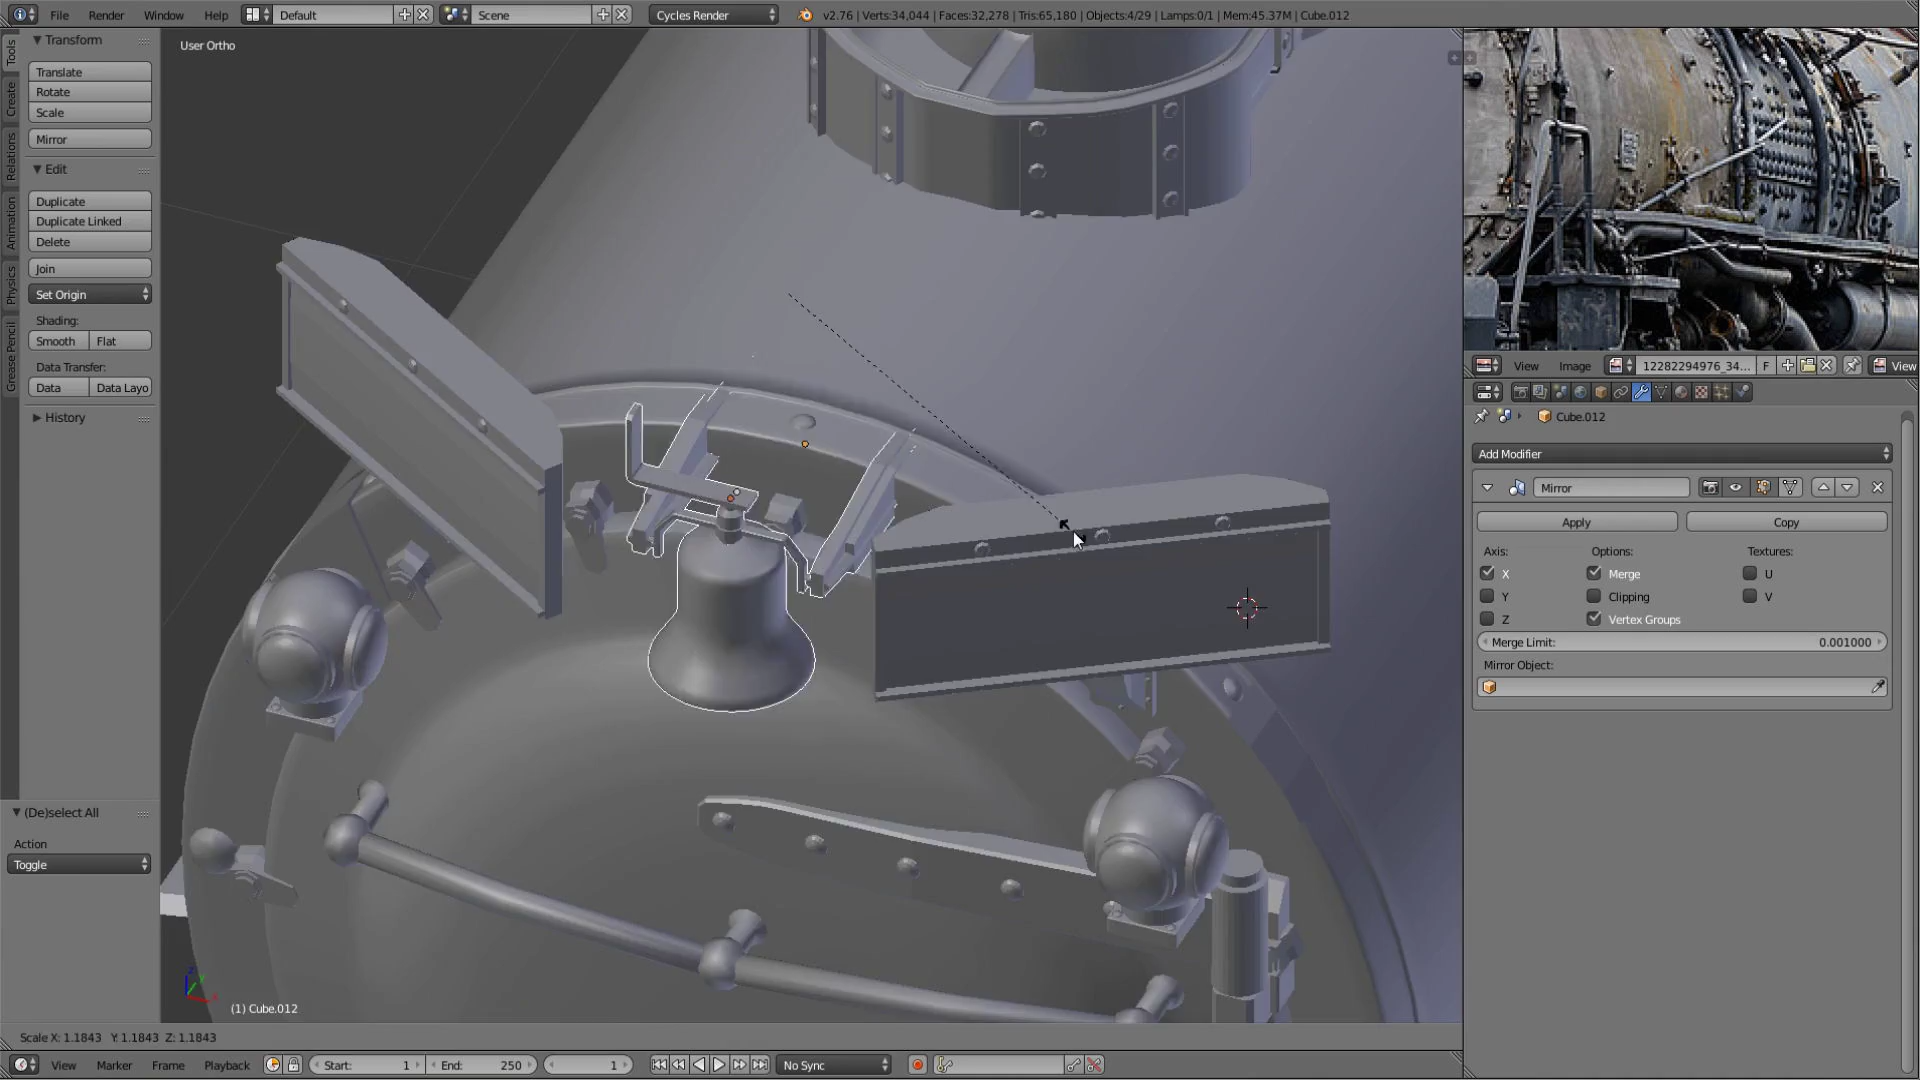 File Render Window Help Default Scene Cycles Render v2.76 | Verts:34,044 | Faces:32,278 | Tris:65,180 | Objects:4/29 | Lamps:0/1 | Mem:45.37M | Cube.012
Tools
Create
Relations
Animation
Physics
Grease Pencil
Transform
Translate
Rotate
Scale
Mirror
Edit
Duplicate
Duplicate Linked
Delete
Join
Set Origin
Shading:
Smooth Flat
Data Transfer:
Data Data Layo
History
(De)select All
Action
Toggle
User Ortho
(1) Cube.012
Scale X: 1.1843 Y: 1.1843 Z: 1.1843
View Image 12282294976_34... F View
Cube.012
Add Modifier
Mirror
Apply Copy
Axis: Options: Textures:
X Merge U
Y Clipping V
Z Vertex Groups
Merge Limit: 0.001000
Mirror Object:
View Marker Frame Playback Start: 1 End: 250 1 No Sync